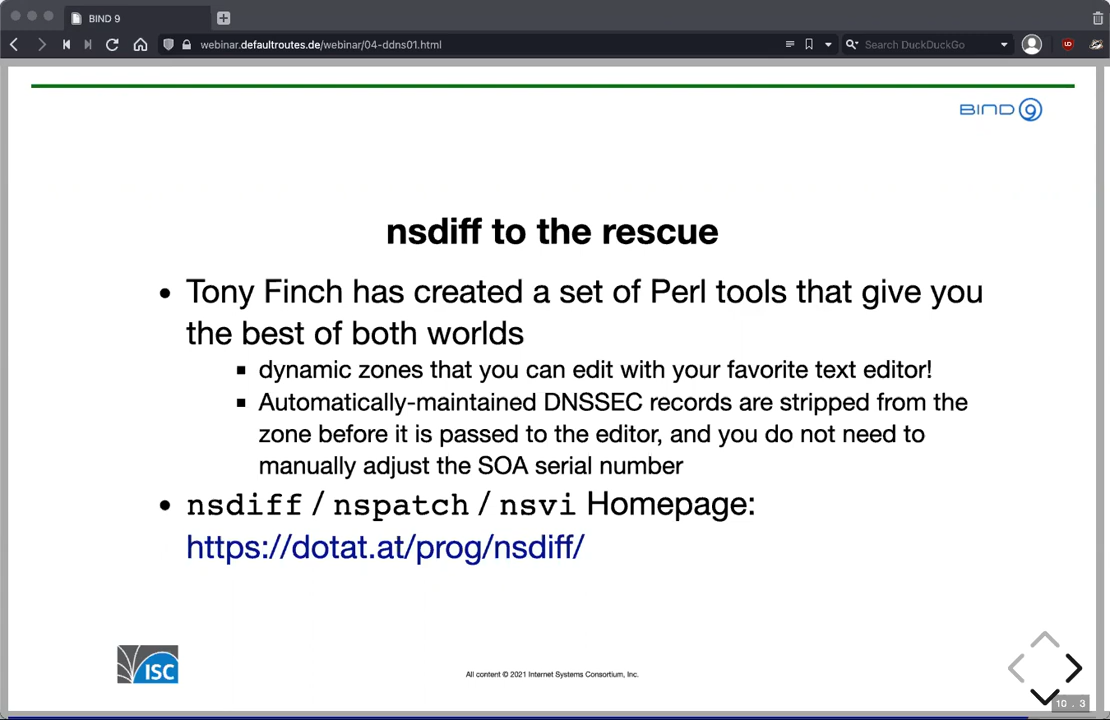 BIND 9
webinar.defaultroutes.de/webinar/04-ddns01.html
Search DuckDuckGo
BIND 9
nsdiff to the rescue
• Tony Finch has created a set of Perl tools that give you
the best of both worlds
▪ dynamic zones that you can edit with your favorite text editor!
▪ Automatically-maintained DNSSEC records are stripped from the
zone before it is passed to the editor, and you do not need to
manually adjust the SOA serial number
• nsdiff / nspatch / nsvi Homepage:
https://dotat.at/prog/nsdiff/
ISC
All content © 2021 Internet Systems Consortium, Inc.
10 . 3